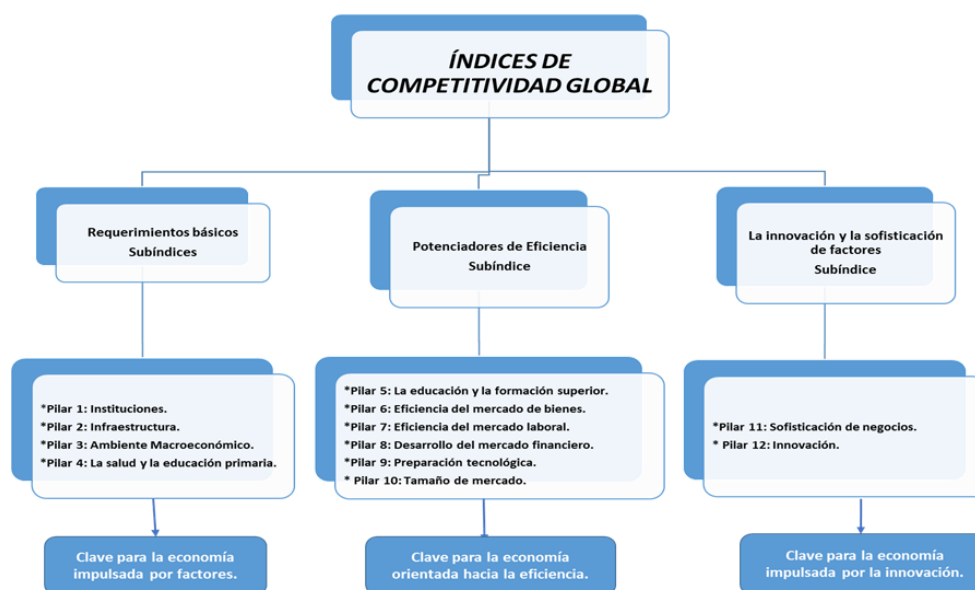 ÍNDICES DE
COMPETITIVIDAD GLOBAL
Requerimientos básicos
Subíndices
Potenciadores de Eficiencia
Subíndice
La innovación y la sofisticación
de factores
Subíndice
*Pilar 1: Instituciones.
*Pilar 2: Infraestructura.
*Pilar 3: Ambiente Macroeconómico.
*Pilar 4: La salud y la educación primaria.
*Pilar 5: La educación y la formación superior.
*Pilar 6: Eficiencia del mercado de bienes.
*Pilar 7: Eficiencia del mercado laboral.
*Pilar 8: Desarrollo del mercado financiero.
*Pilar 9: Preparación tecnológica.
* Pilar 10: Tamaño de mercado.
*Pilar 11: Sofisticación de negocios.
* Pilar 12: Innovación.
Clave para la economía
impulsada por factores.
Clave para la economía
orientada hacia la eficiencia.
Clave para la economía
impulsada por la innovación.